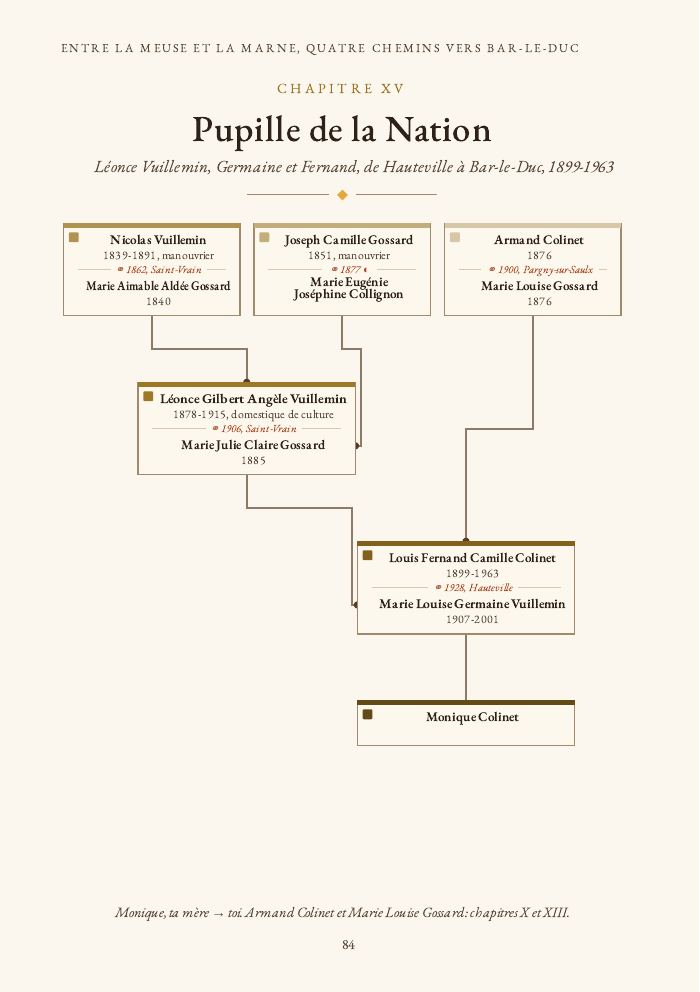 ENTRE LA MEUSE ET LA MARNE, QUATRE CHEMINS VERS BAR-LE-DUC
CHAPITRE XV
Pupille de la Nation
Léonce Vuillemin, Germaine et Fernand, de Hauteville à Bar-le-Duc, 1899-1963
Nicolas Vuillemin
1839-1891, manouvrier
⚭ 1862, Saint-Vrain
Marie Aimable Aldée Gossard
1840
Joseph Camille Gossard
1851, manouvrier
⚭ 1877
Marie Eugénie
Joséphine Collignon
Armand Colinet
1876
⚭ 1900, Pargny-sur-Saulx
Marie Louise Gossard
1876
Léonce Gilbert Angèle Vuillemin
1878-1915, domestique de culture
⚭ 1906, Saint-Vrain
Marie Julie Claire Gossard
1885
Louis Fernand Camille Colinet
1899-1963
⚭ 1928, Hauteville
Marie Louise Germaine Vuillemin
1907-2001
Monique Colinet
Monique, ta mère → toi. Armand Colinet et Marie Louise Gossard : chapitres X et XIII.
84